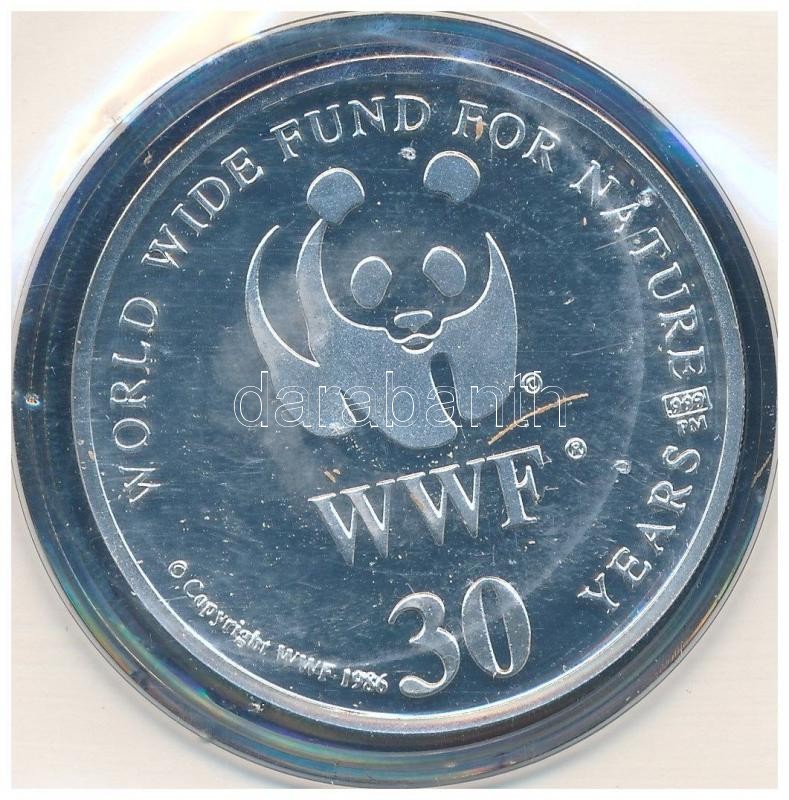 WORLD WIDE FUND FOR NATURE
.999
PM
30 YEARS
©
WWF®
© Copyright WWF 1986
darabanth